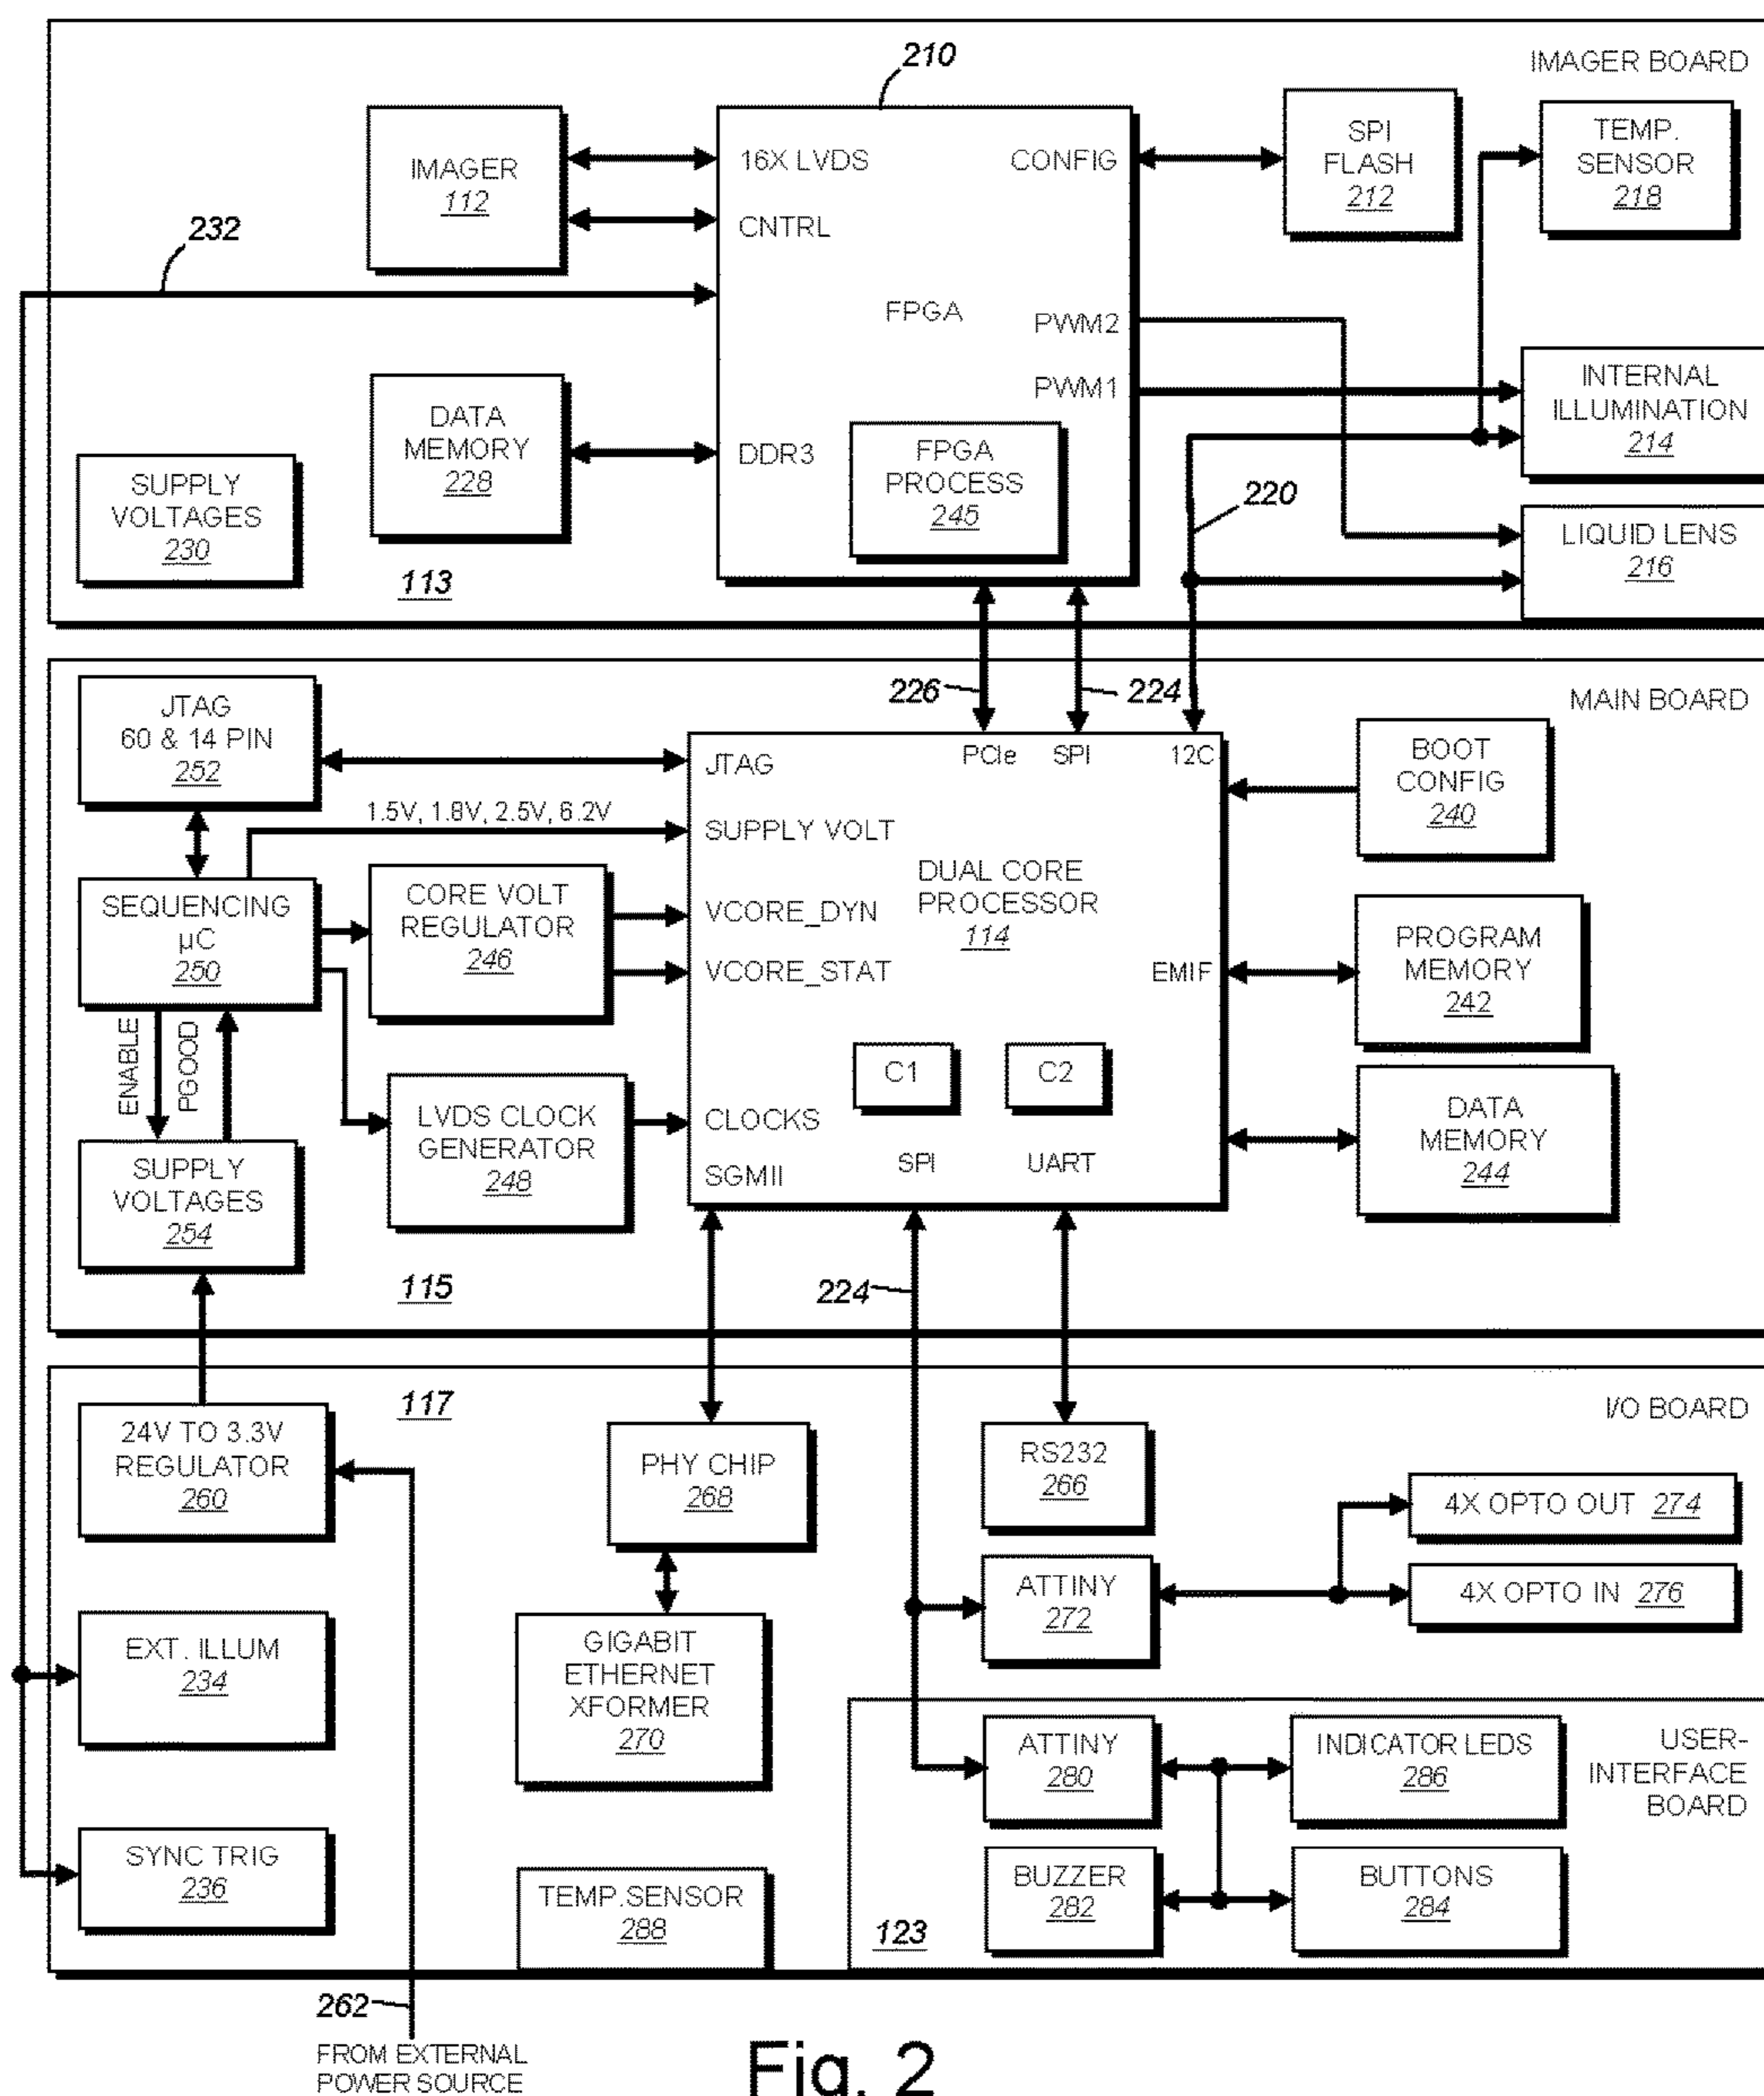 210
IMAGER BOARD
IMAGER
112
16X LVDS
CONFIG
CNTRL
SPI
FLASH
212
TEMP.
SENSOR
218
232
FPGA
PWM2
PWM1
INTERNAL
ILLUMINATION
214
DATA
MEMORY
228
DDR3
FPGA
PROCESS
245
220
SUPPLY
VOLTAGES
230
LIQUID LENS
216
113
226
224
MAIN BOARD
JTAG
60 & 14 PIN
252
JTAG
PCIe
SPI
12C
BOOT
CONFIG
240
1.5V, 1.8V, 2.5V, 6.2V
SUPPLY VOLT
DUAL CORE
PROCESSOR
114
SEQUENCING
µC
250
CORE VOLT
REGULATOR
246
VCORE_DYN
VCORE_STAT
EMIF
PROGRAM
MEMORY
242
ENABLE
PGOOD
C1
C2
LVDS CLOCK
GENERATOR
248
CLOCKS
SGMII
SPI
UART
DATA
MEMORY
244
SUPPLY
VOLTAGES
254
115
224
117
I/O BOARD
24V TO 3.3V
REGULATOR
260
PHY CHIP
268
RS232
266
4X OPTO OUT 274
ATTINY
272
4X OPTO IN 276
EXT. ILLUM
234
GIGABIT
ETHERNET
XFORMER
270
ATTINY
280
INDICATOR LEDS
286
USER-
INTERFACE
BOARD
SYNC TRIG
236
TEMP.SENSOR
288
BUZZER
282
BUTTONS
284
123
262
FROM EXTERNAL
POWER SOURCE
Fig. 2